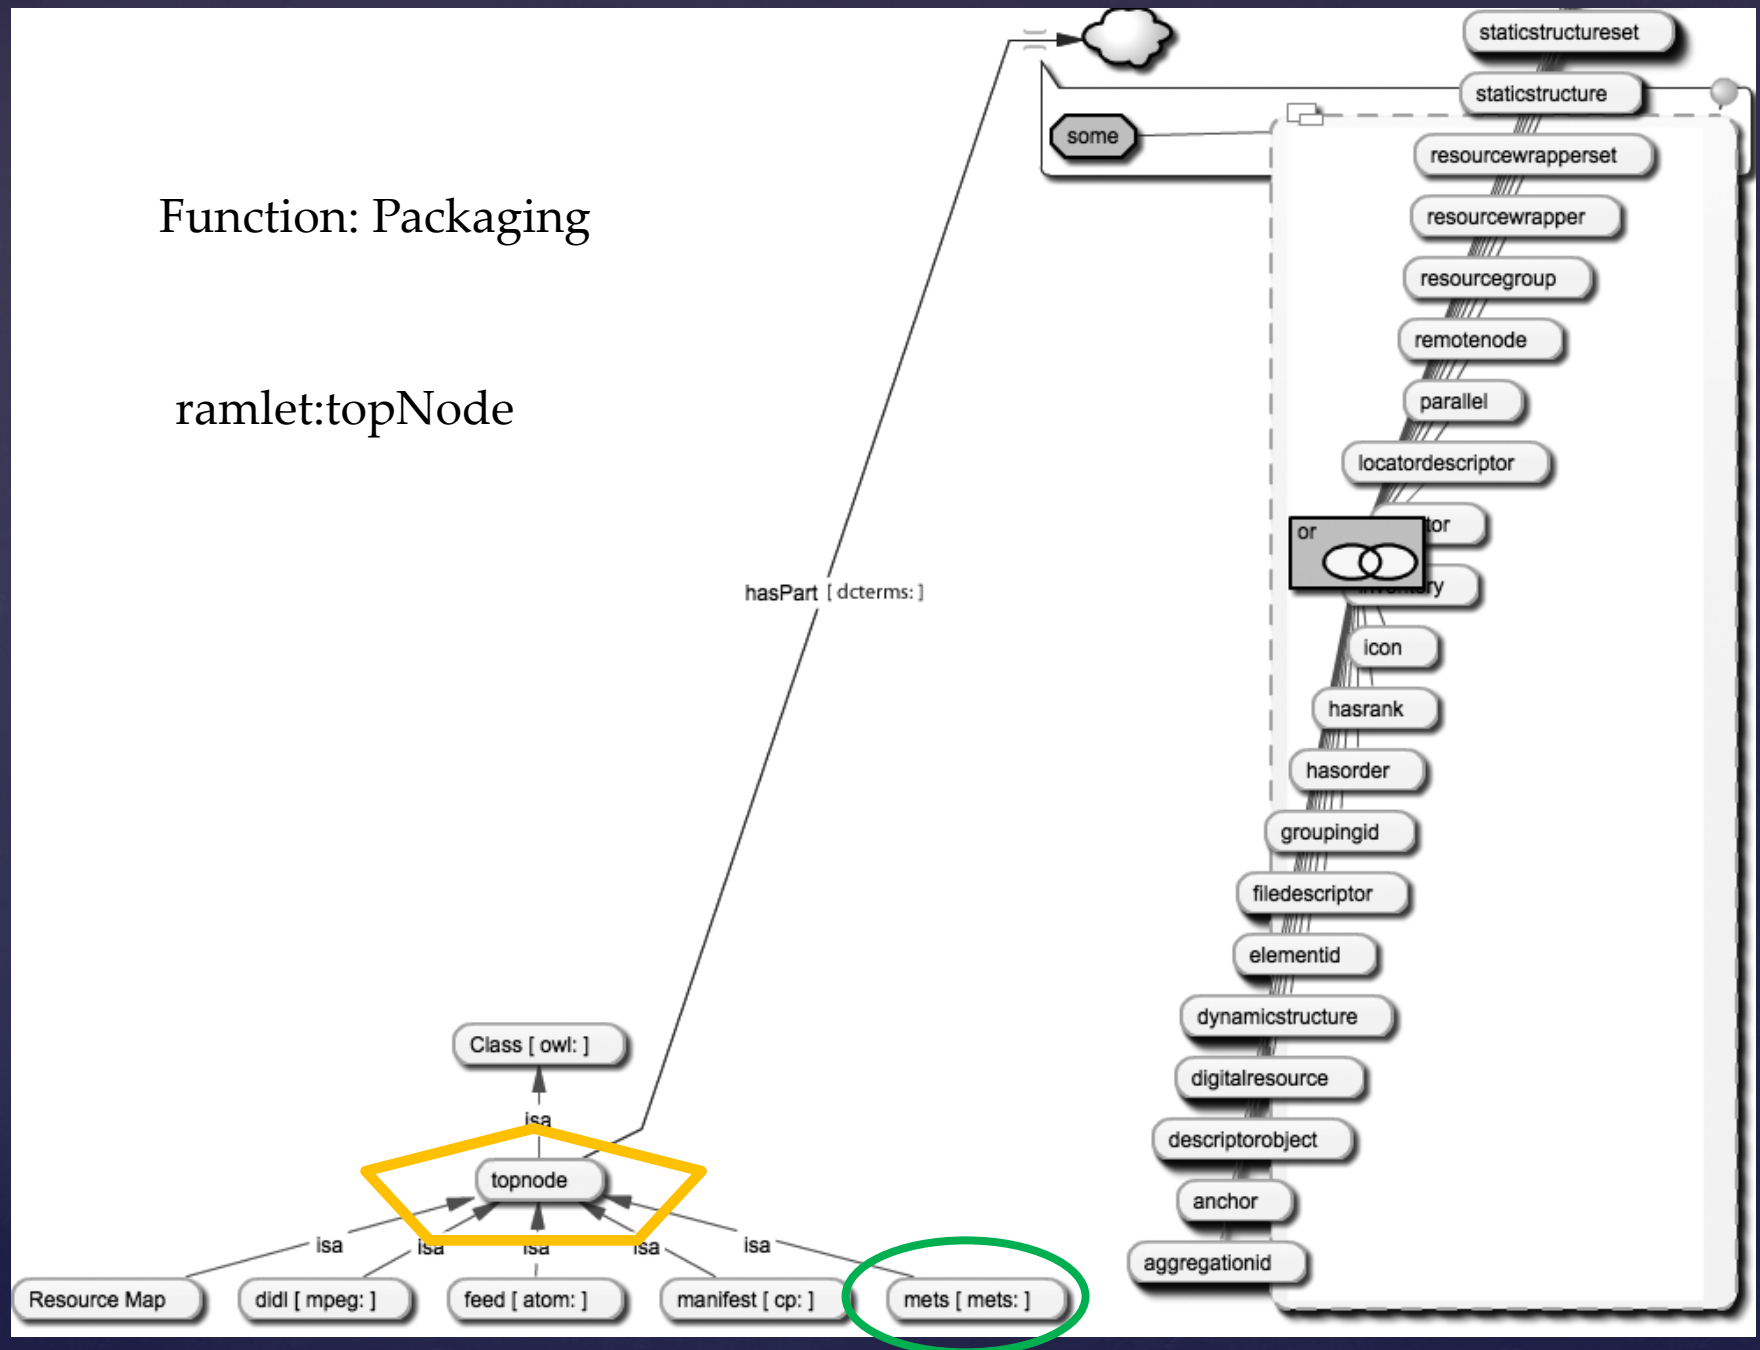 staticstructureset
staticstructure
some
resourcewrapperset
Function: Packaging
resourcewrapper
resourcegroup
remotenode
ramlet:topNode
parallel
locatordescriptor
or
hasPart [ dcterms: ]
icon
hasrank
hasorder
groupingid
filedescriptor
elementid
dynamicstructure
Class [ owl: ]
digitalresource
isa
descriptorobject
topnode
anchor
isa isa isa isa isa
aggregationid
Resource Map didl [ mpeg: ] feed [ atom: ] manifest [ cp: ] mets [ mets: ]